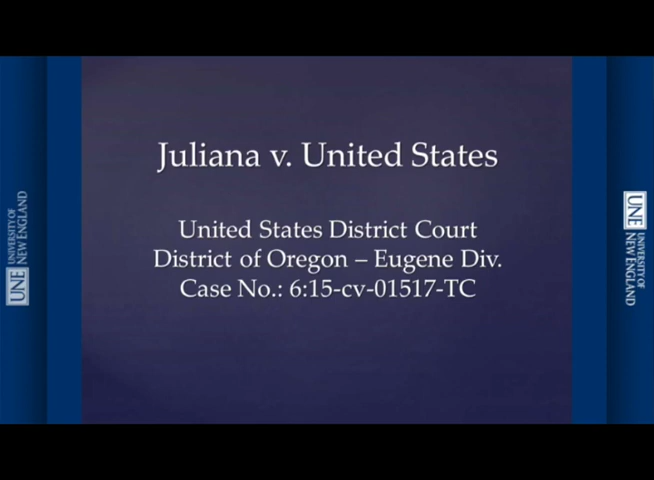 Juliana v. United States
United States District Court
District of Oregon – Eugene Div.
Case No.: 6:15-cv-01517-TC
UNE
UNIVERSITY OF
NEW ENGLAND
UNE
UNIVERSITY OF
NEW ENGLAND